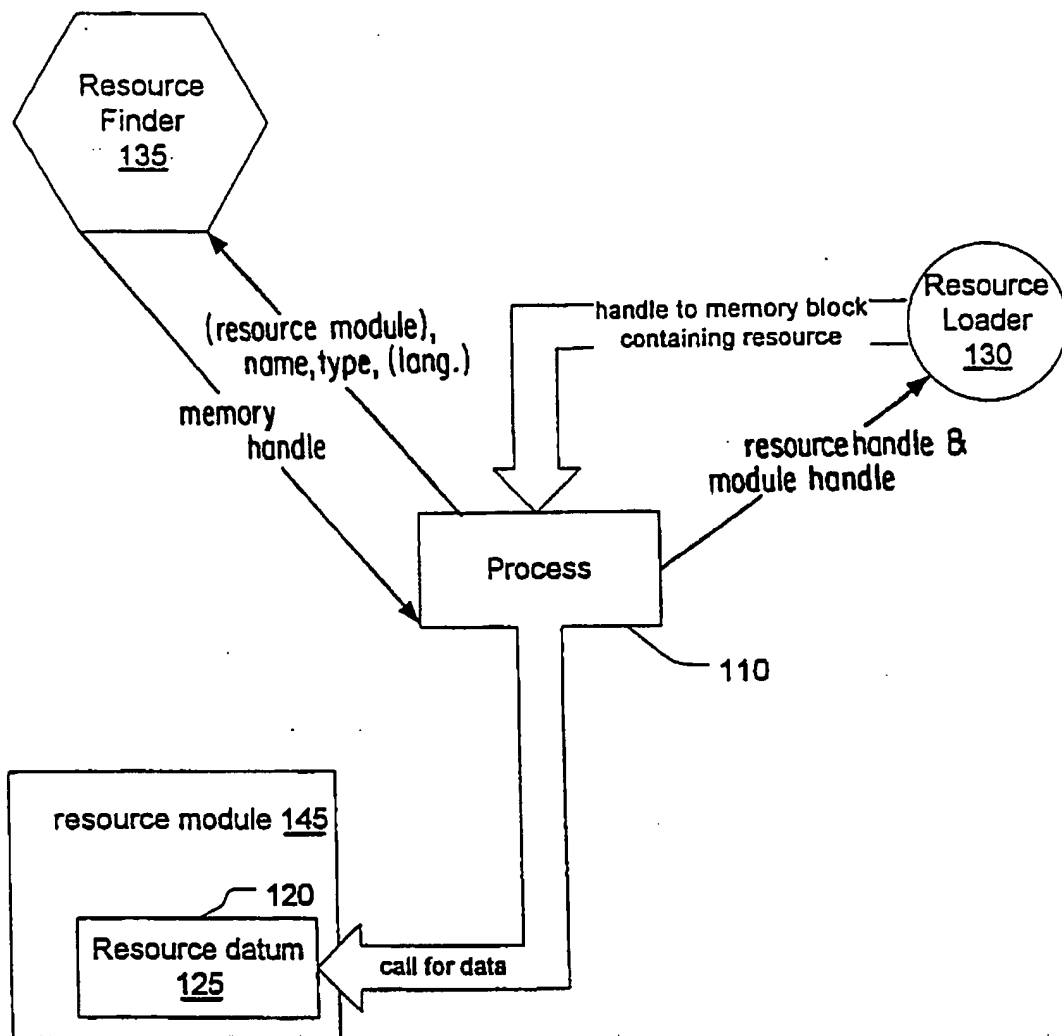 Resource
Finder
135
(resource module),
name, type, (lang.)
memory
handle
handle to memory block
containing resource
Resource
Loader
130
resource handle &
module handle
Process
110
resource module 145
120
Resource datum
125
call for data